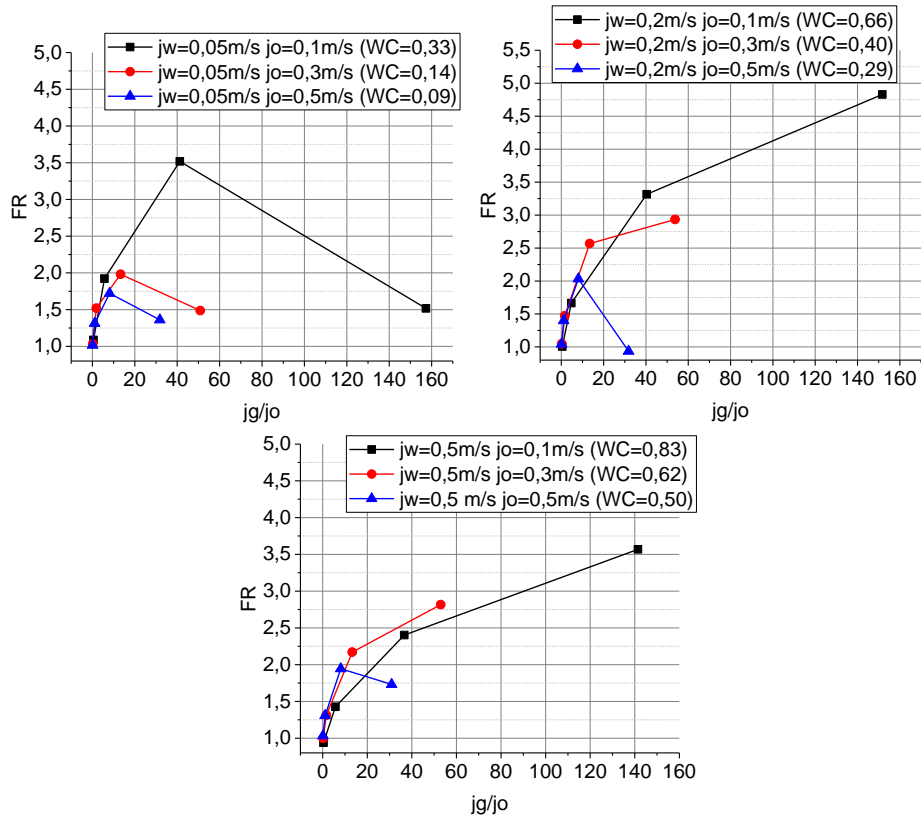 jw=0,05m/s jo=0,1m/s (WC=0,33)
jw=0,05m/s jo=0,3m/s (WC=0,14)
jw=0,05m/s jo=0,5m/s (WC=0,09)
5,0
4,5
4,0
3,5
3,0
2,5
2,0
1,5
1,0
FR
0 20 40 60 80 100 120 140 160
jg/jo
jw=0,2m/s jo=0,1m/s (WC=0,66)
jw=0,2m/s jo=0,3m/s (WC=0,40)
jw=0,2m/s jo=0,5m/s (WC=0,29)
5,5
5,0
4,5
4,0
3,5
3,0
2,5
2,0
1,5
1,0
FR
0 20 40 60 80 100 120 140 160
jg/jo
jw=0,5m/s jo=0,1m/s (WC=0,83)
jw=0,5m/s jo=0,3m/s (WC=0,62)
jw=0,5 m/s jo=0,5m/s (WC=0,50)
5,0
4,5
4,0
3,5
3,0
2,5
2,0
1,5
1,0
FR
0 20 40 60 80 100 120 140 160
jg/jo